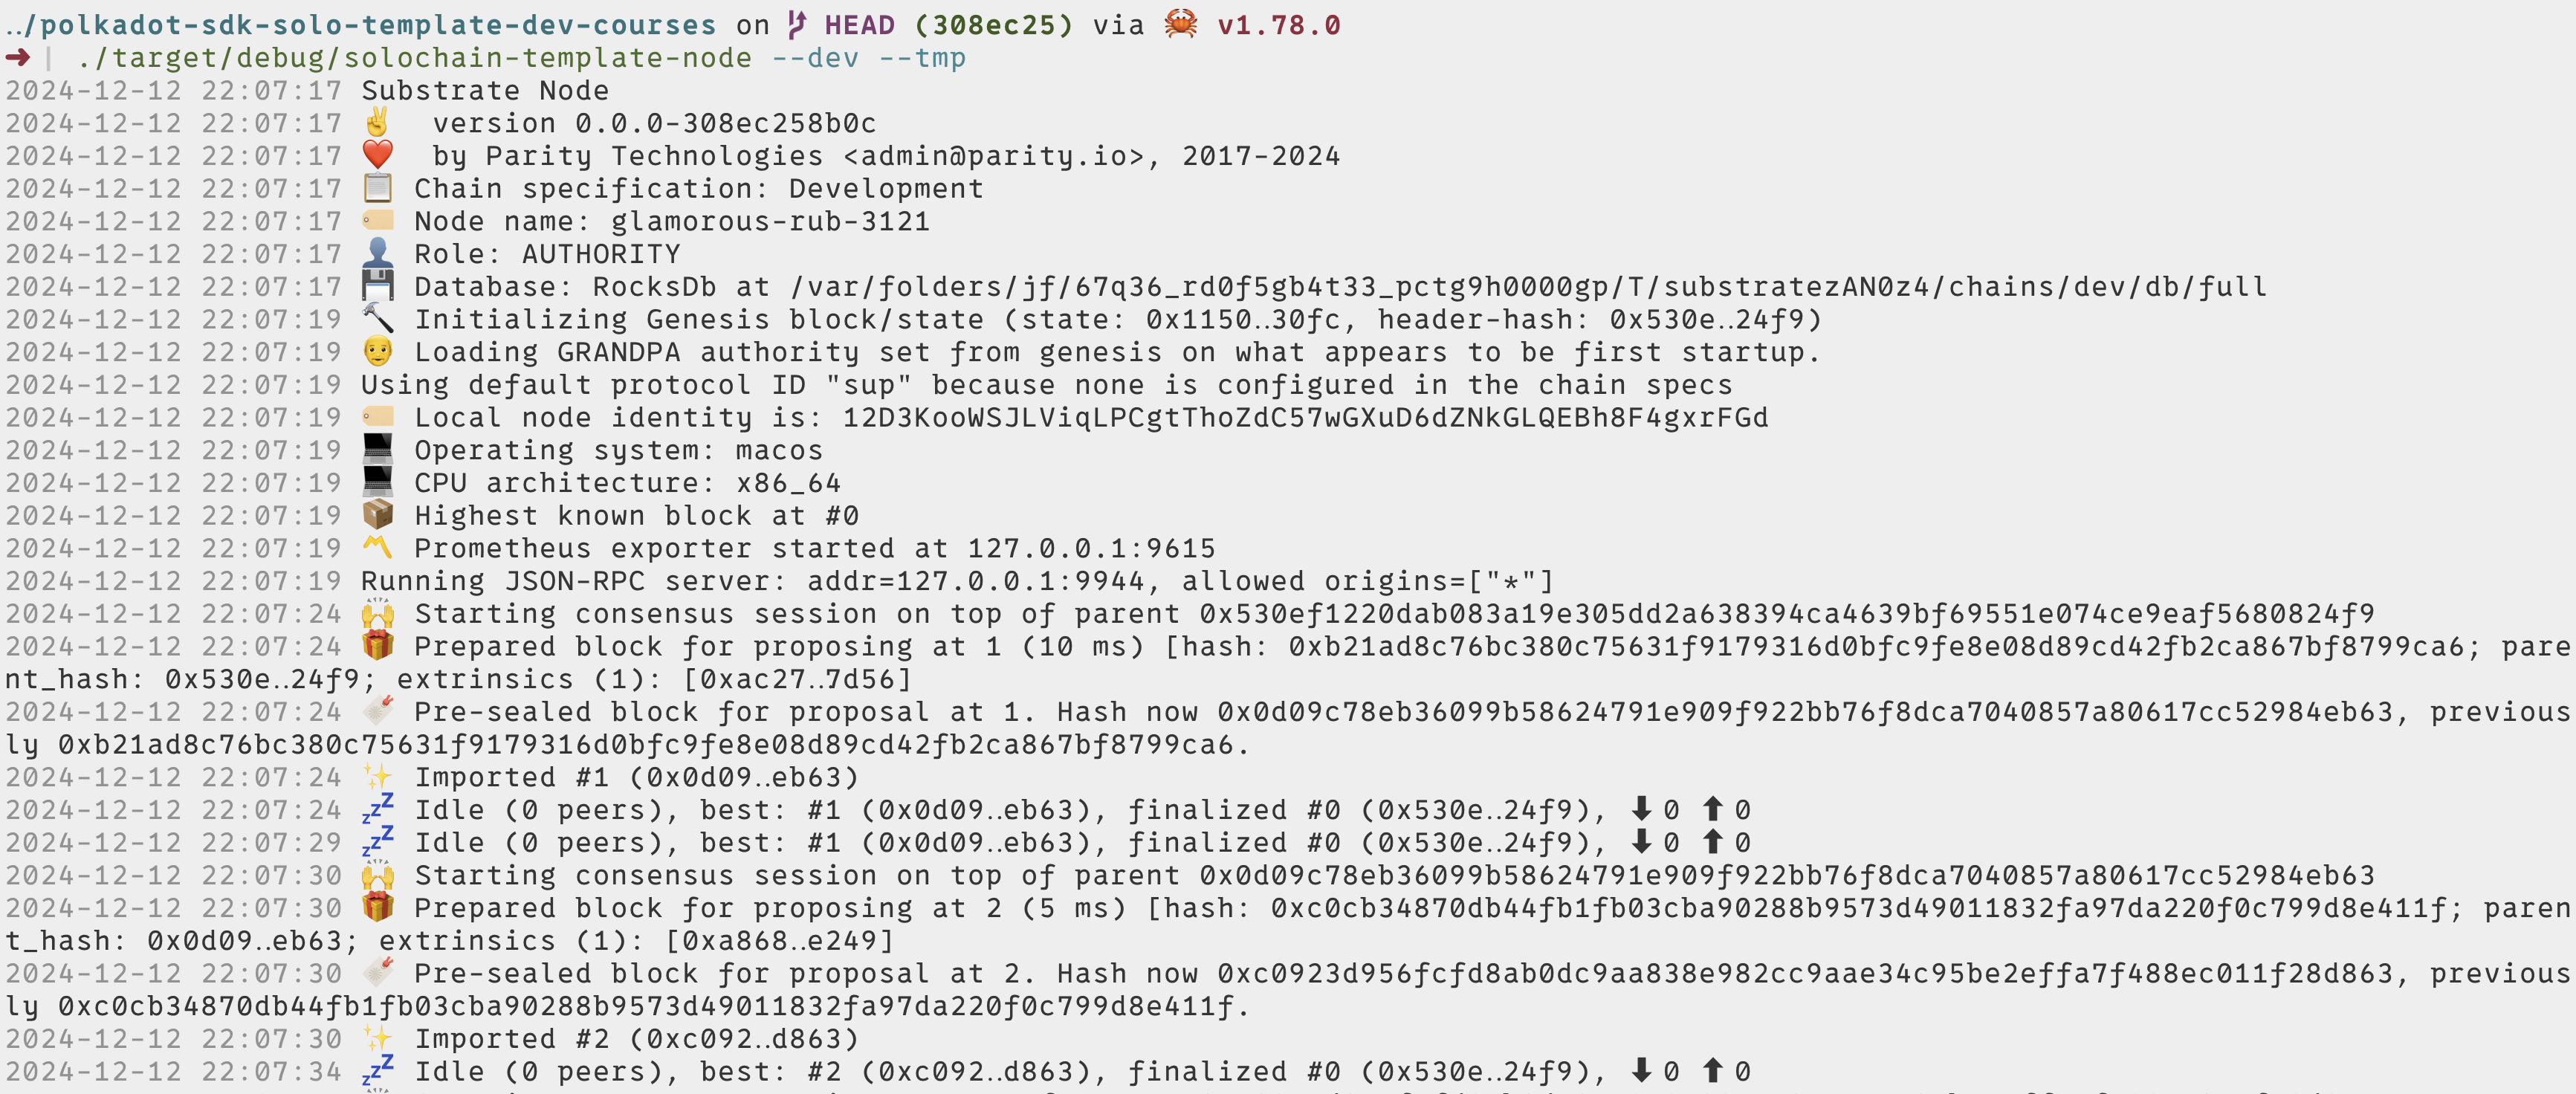 ../polkadot-sdk-solo-template-dev-courses on HEAD (308ec25) via 🦀 v1.78.0
➜ | ./target/debug/solochain-template-node --dev --tmp
2024-12-12 22:07:17 Substrate Node
2024-12-12 22:07:17 ✌️  version 0.0.0-308ec258b0c
2024-12-12 22:07:17 ❤️  by Parity Technologies <admin@parity.io>, 2017-2024
2024-12-12 22:07:17 📋 Chain specification: Development
2024-12-12 22:07:17 🏷 Node name: glamorous-rub-3121
2024-12-12 22:07:17 👤 Role: AUTHORITY
2024-12-12 22:07:17 💾 Database: RocksDb at /var/folders/jf/67q36_rd0f5gb4t33_pctg9h0000gp/T/substratezAN0z4/chains/dev/db/full
2024-12-12 22:07:19 🔨 Initializing Genesis block/state (state: 0x1150…30fc, header-hash: 0x530e…24f9)
2024-12-12 22:07:19 👴 Loading GRANDPA authority set from genesis on what appears to be first startup.
2024-12-12 22:07:19 Using default protocol ID "sup" because none is configured in the chain specs
2024-12-12 22:07:19 🏷 Local node identity is: 12D3KooWSJLViqLPCgtThoZdC57wGXuD6dZNkGLQEBh8F4gxrFGd
2024-12-12 22:07:19 💻 Operating system: macos
2024-12-12 22:07:19 💻 CPU architecture: x86_64
2024-12-12 22:07:19 📦 Highest known block at #0
2024-12-12 22:07:19 〽️ Prometheus exporter started at 127.0.0.1:9615
2024-12-12 22:07:19 Running JSON-RPC server: addr=127.0.0.1:9944, allowed origins=["*"]
2024-12-12 22:07:24 🙌 Starting consensus session on top of parent 0x530ef1220dab083a19e305dd2a638394ca4639bf69551e074ce9eaf5680824f9
2024-12-12 22:07:24 🎁 Prepared block for proposing at 1 (10 ms) [hash: 0xb21ad8c76bc380c75631f9179316d0bfc9fe8e08d89cd42fb2ca867bf8799ca6; pare
nt_hash: 0x530e…24f9; extrinsics (1): [0xac27…7d56]
2024-12-12 22:07:24 🔖 Pre-sealed block for proposal at 1. Hash now 0x0d09c78eb36099b58624791e909f922bb76f8dca7040857a80617cc52984eb63, previous
ly 0xb21ad8c76bc380c75631f9179316d0bfc9fe8e08d89cd42fb2ca867bf8799ca6.
2024-12-12 22:07:24 ✨ Imported #1 (0x0d09…eb63)
2024-12-12 22:07:24 💤 Idle (0 peers), best: #1 (0x0d09…eb63), finalized #0 (0x530e…24f9), ⬇ 0 ⬆ 0
2024-12-12 22:07:29 💤 Idle (0 peers), best: #1 (0x0d09…eb63), finalized #0 (0x530e…24f9), ⬇ 0 ⬆ 0
2024-12-12 22:07:30 🙌 Starting consensus session on top of parent 0x0d09c78eb36099b58624791e909f922bb76f8dca7040857a80617cc52984eb63
2024-12-12 22:07:30 🎁 Prepared block for proposing at 2 (5 ms) [hash: 0xc0cb34870db44fb1fb03cba90288b9573d49011832fa97da220f0c799d8e411f; paren
t_hash: 0x0d09…eb63; extrinsics (1): [0xa868…e249]
2024-12-12 22:07:30 🔖 Pre-sealed block for proposal at 2. Hash now 0xc0923d956fcfd8ab0dc9aa838e982cc9aae34c95be2effa7f488ec011f28d863, previous
ly 0xc0cb34870db44fb1fb03cba90288b9573d49011832fa97da220f0c799d8e411f.
2024-12-12 22:07:30 ✨ Imported #2 (0xc092…d863)
2024-12-12 22:07:34 💤 Idle (0 peers), best: #2 (0xc092…d863), finalized #0 (0x530e…24f9), ⬇ 0 ⬆ 0